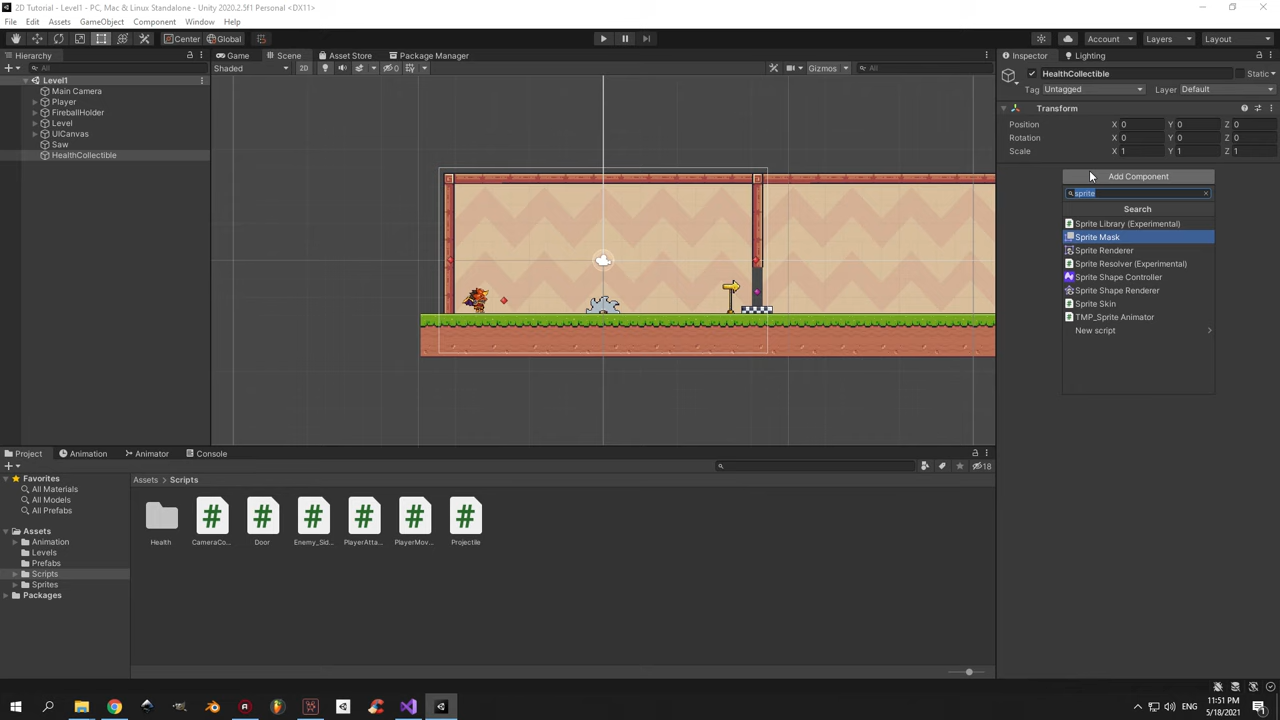 2D Tutorial - Level1 - PC, Mac & Linux Standalone - Unity 2020.2.5f1 Personal <DX11>
File Edit Assets GameObject Component Window Help
Center Global Account Layers Layout
Hierarchy
All
Level1
Main Camera
Player
FireballHolder
Level
UICanvas
Saw
HealthCollectible
Game Scene Asset Store Package Manager
Shaded 2D 0 Gizmos All
Inspector Lighting
HealthCollectible Static
Tag Untagged Layer Default
Transform
Position X 0 Y 0 Z 0
Rotation X 0 Y 0 Z 0
Scale X 1 Y 1 Z 1
Add Component
sprite
Search
Sprite Library (Experimental)
Sprite Mask
Sprite Renderer
Sprite Resolver (Experimental)
Sprite Shape Controller
Sprite Shape Renderer
Sprite Skin
TMP_Sprite Animator
New script
Project Animation Animator Console
18
Favorites
All Materials
All Models
All Prefabs
Assets
Animation
Levels
Prefabs
Scripts
Sprites
Packages
Assets > Scripts
Health CameraCo... Door Enemy_Sid... PlayerAtta... PlayerMov... Projectile
ENG 11:51 PM
5/18/2021
1